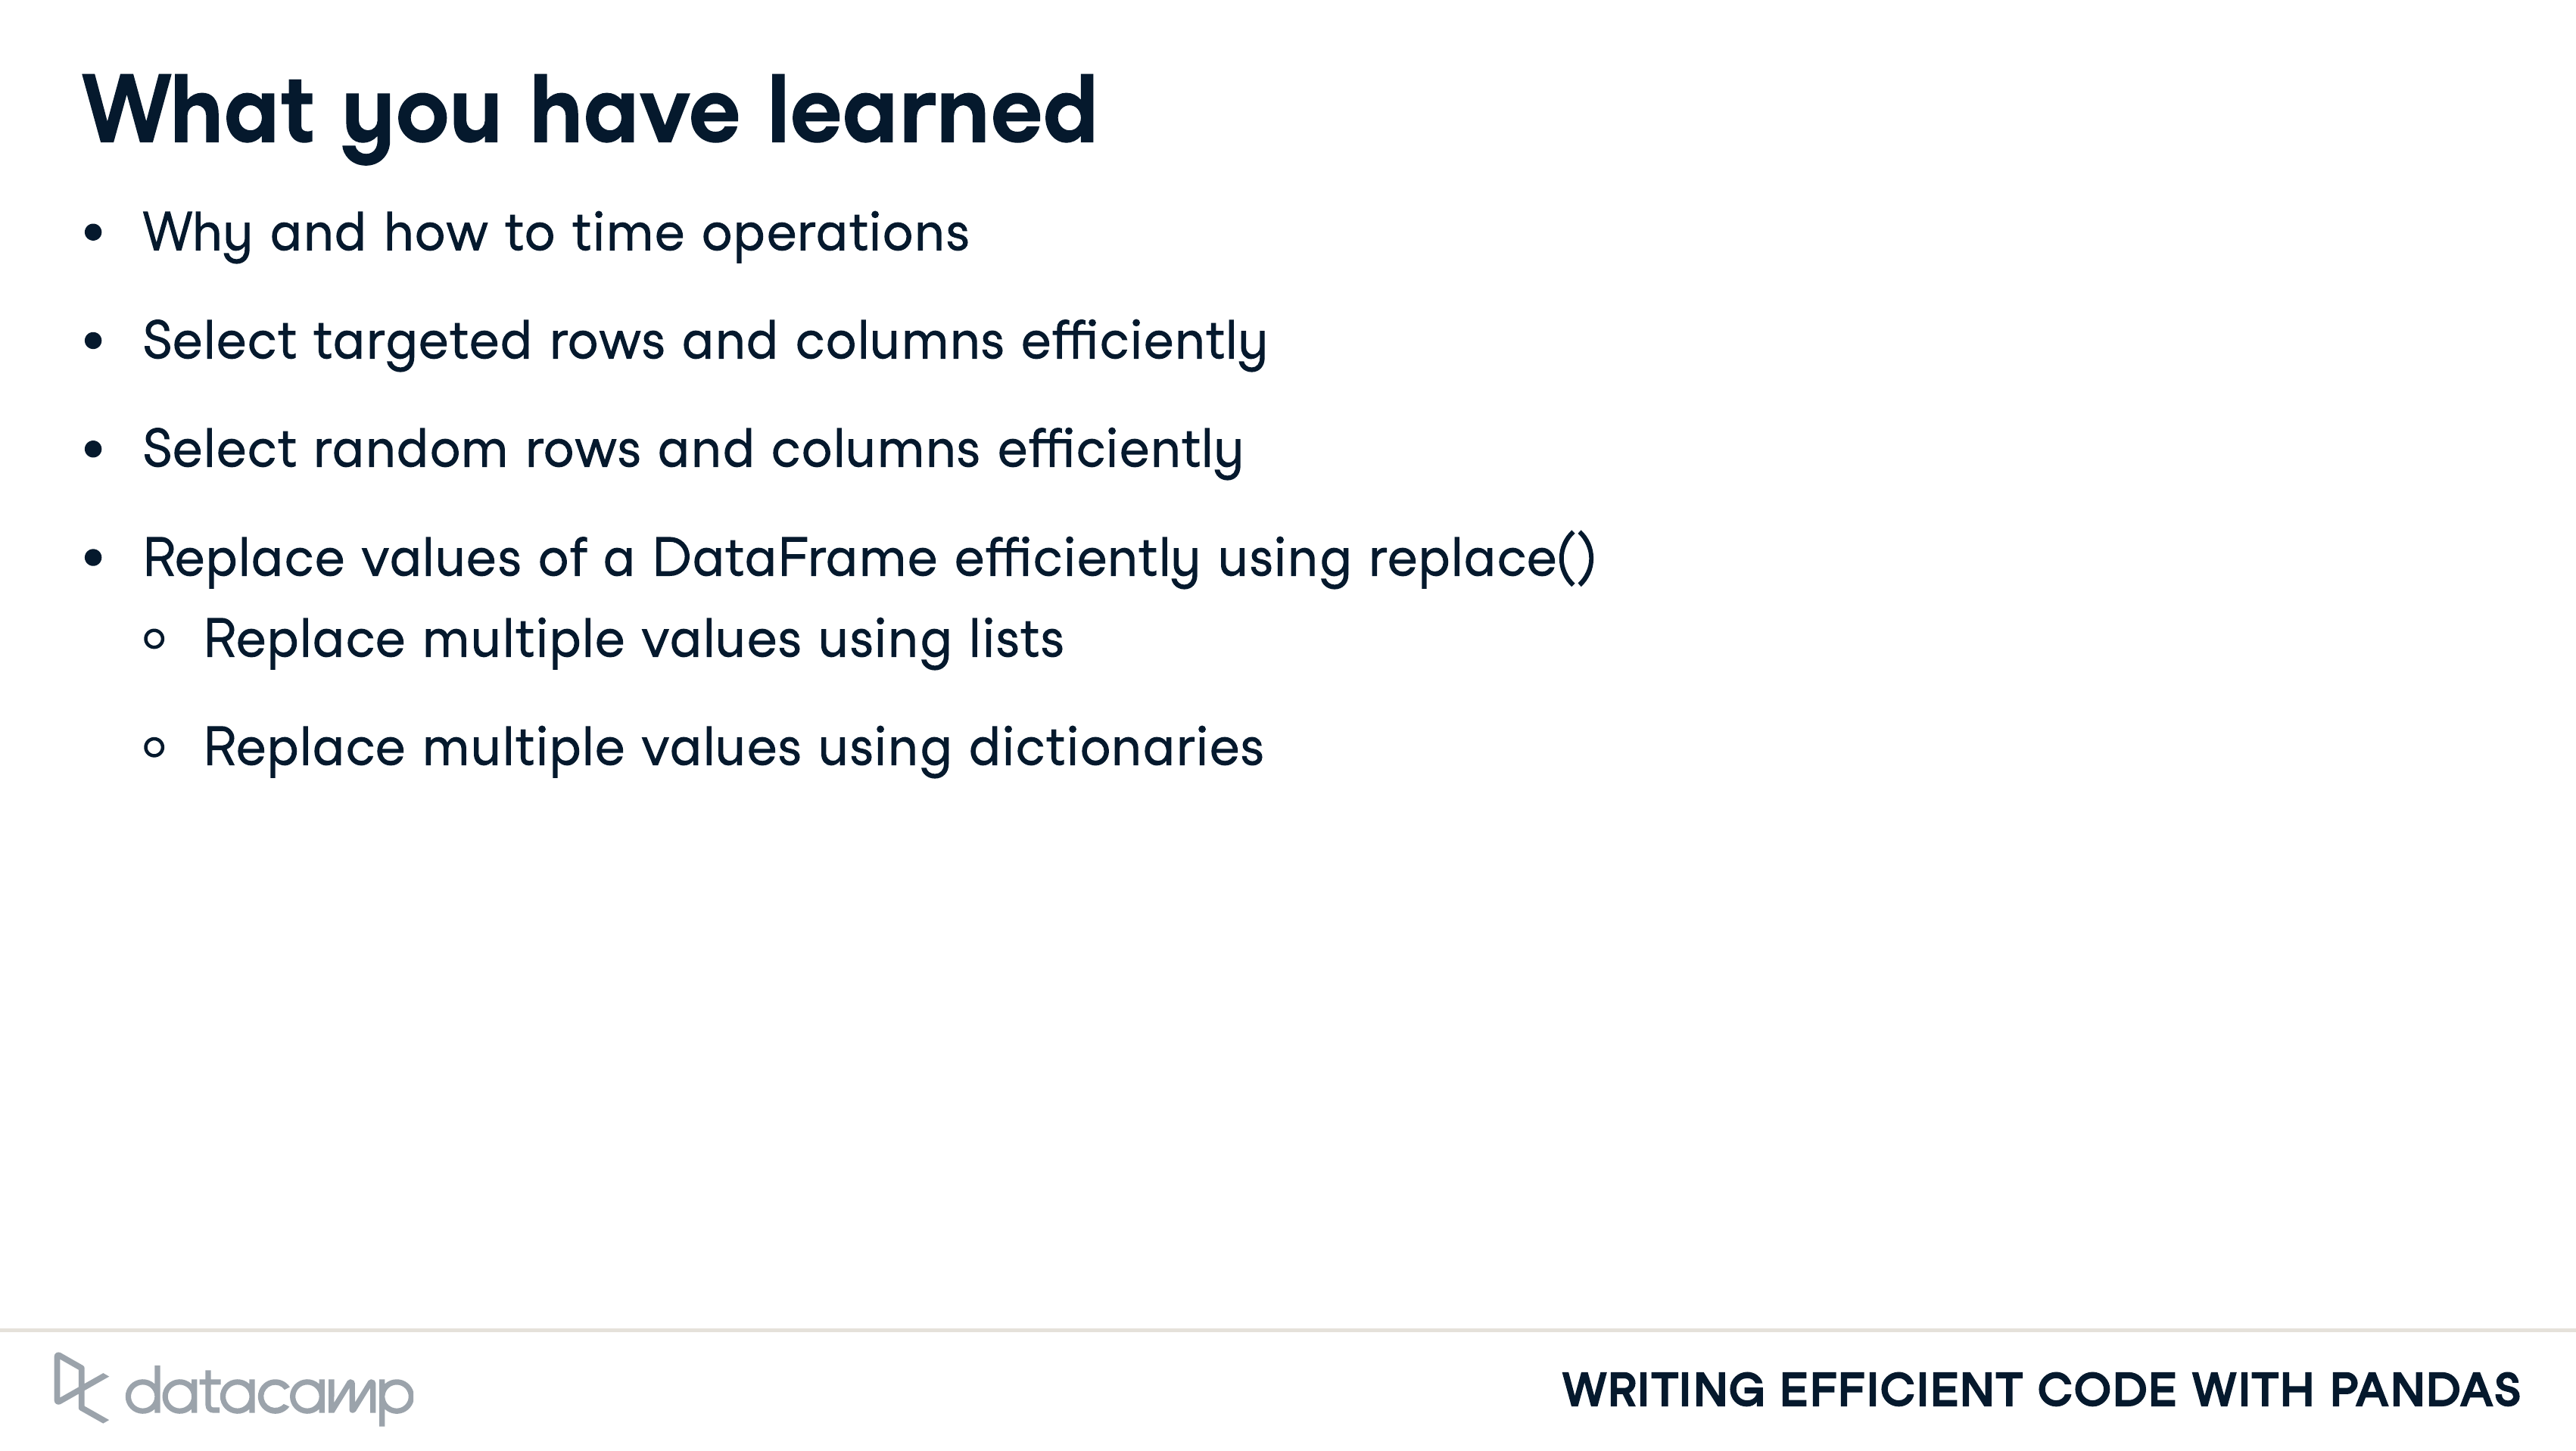 What you have learned
• Why and how to time operations
• Select targeted rows and columns efficiently
• Select random rows and columns efficiently
• Replace values of a DataFrame efficiently using replace()
○ Replace multiple values using lists
○ Replace multiple values using dictionaries
datacamp
WRITING EFFICIENT CODE WITH PANDAS